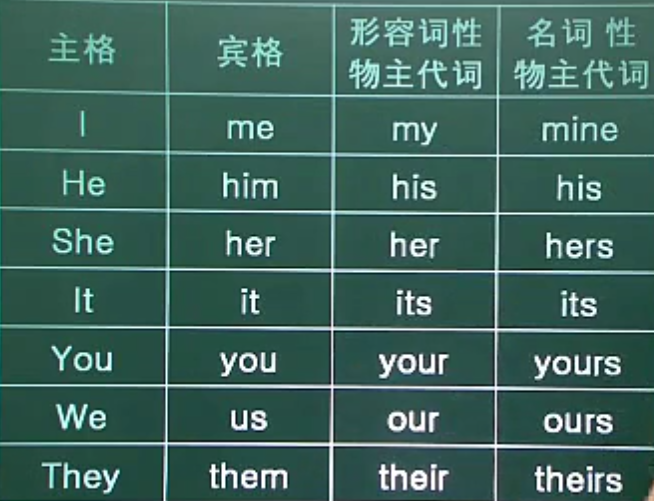 主格 宾格 形容词性物主代词 名词 性物主代词
I me my mine
He him his his
She her her hers
It it its its
You you your yours
We us our ours
They them their theirs